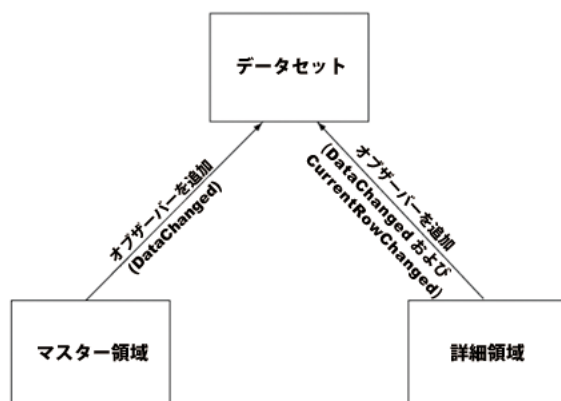 データセット
オブザーバーを追加
(DataChanged)
オブザーバーを追加
(DataChanged および
CurrentRowChanged)
マスター領域
詳細領域